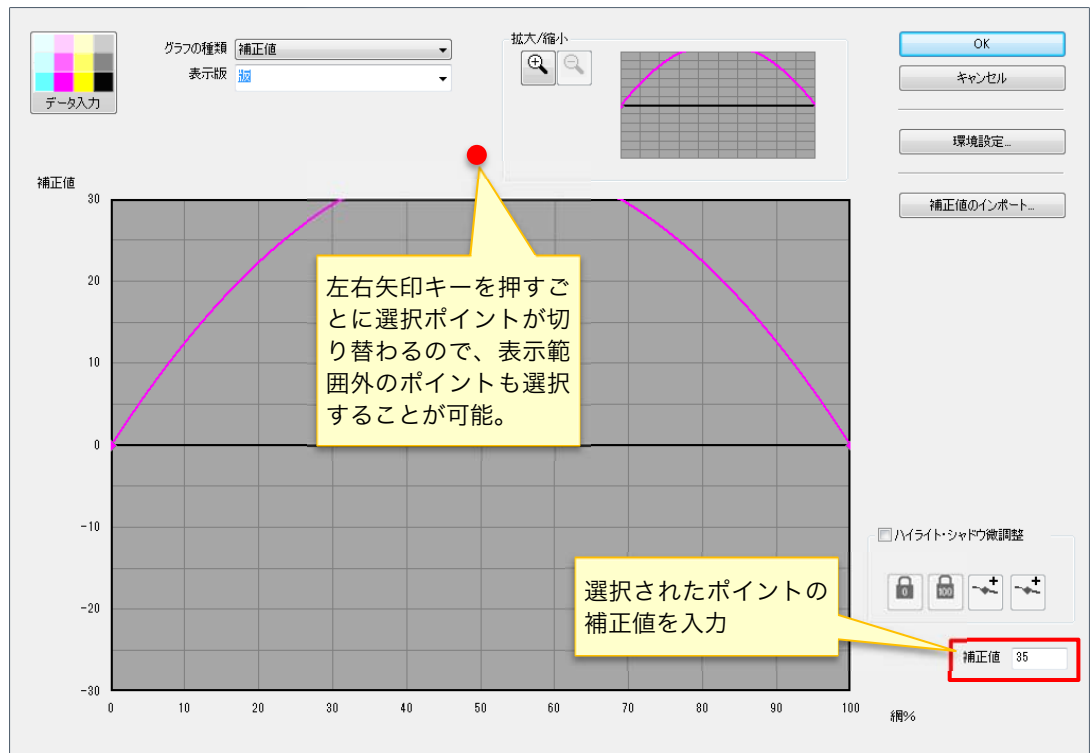 グラフの種類 補正値
表示版 版
データ入力
拡大/縮小
OK
キャンセル
環境設定...
補正値のインポート...
補正値
30
20
10
0
-10
-20
-30
0 10 20 30 40 50 60 70 80 90 100
網%
左右矢印キーを押すご
とに選択ポイントが切
り替わるので、表示範
囲外のポイントも選択
することが可能。
選択されたポイントの
補正値を入力
ハイライト・シャドウ微調整
0
100
補正値 35